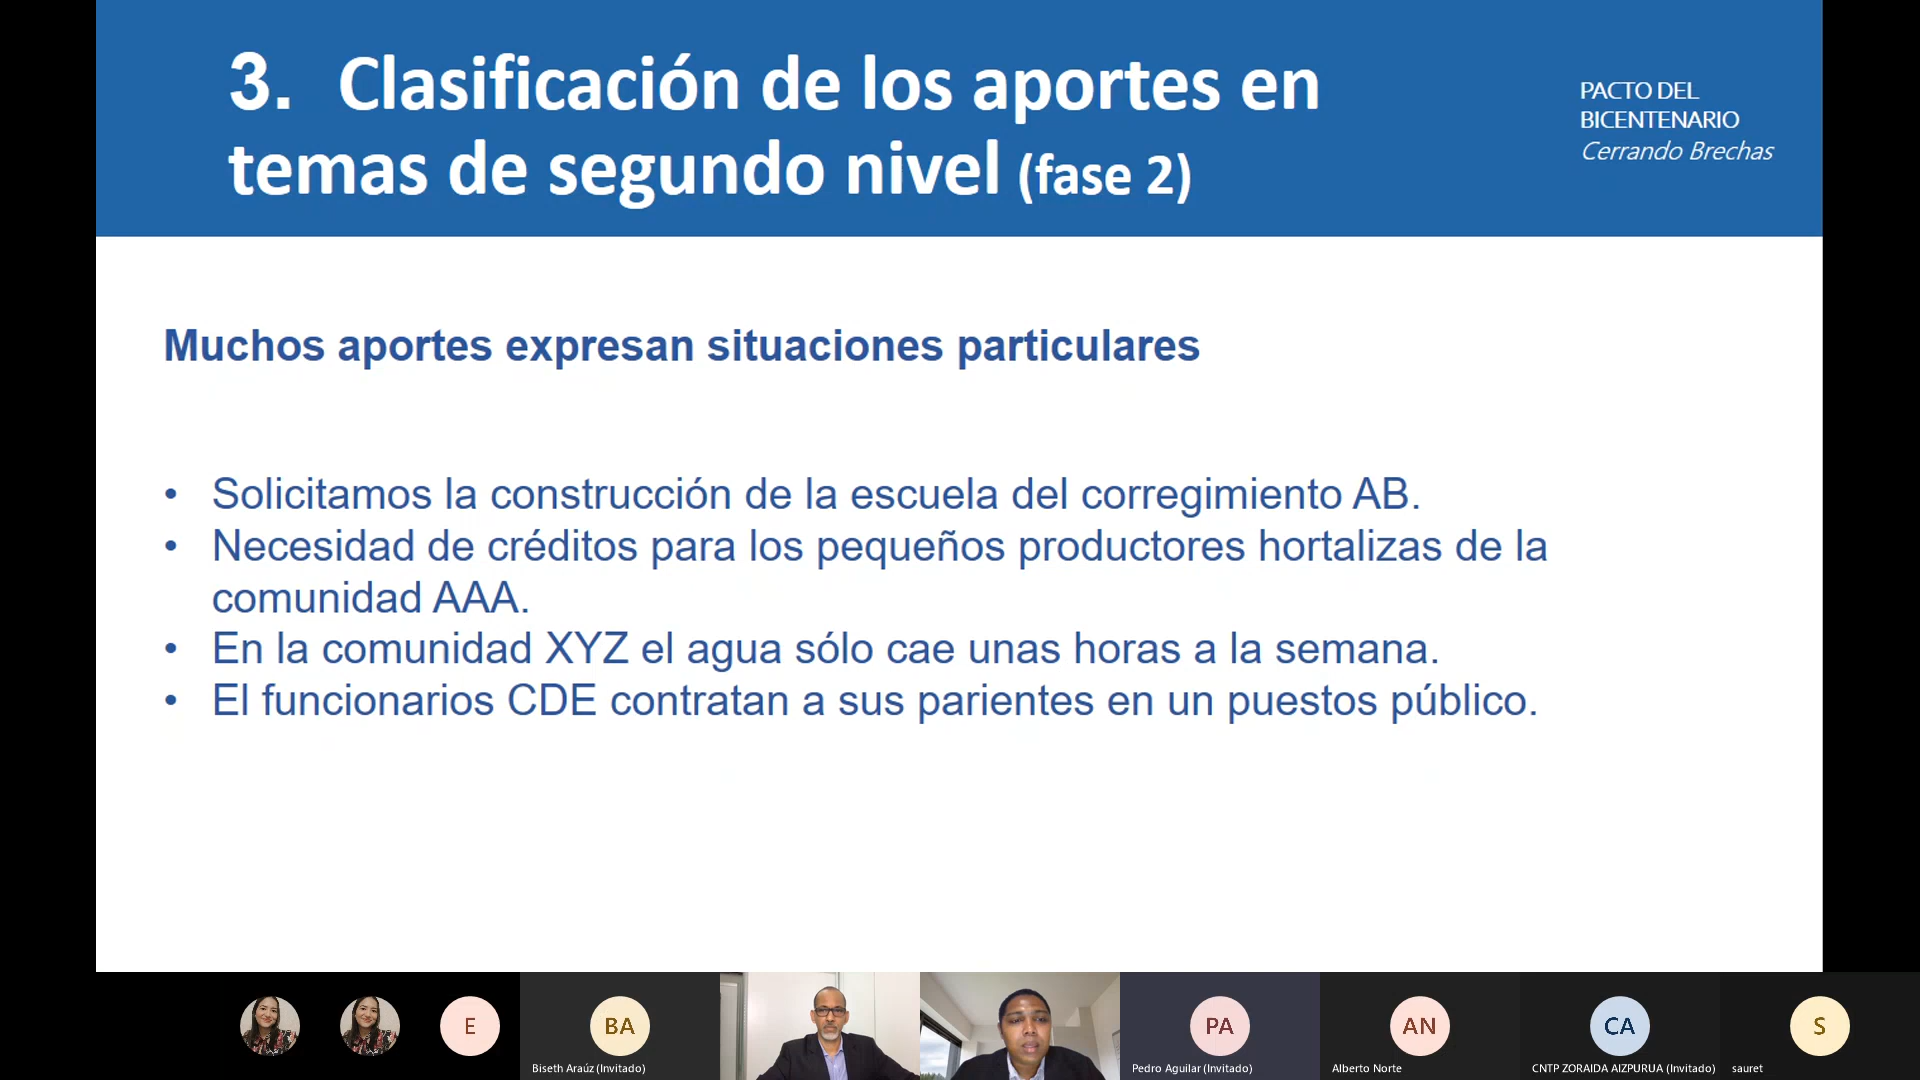 3. Clasificación de los aportes en
temas de segundo nivel (fase 2)
PACTO DEL
BICENTENARIO
Cerrando Brechas
Muchos aportes expresan situaciones particulares
• Solicitamos la construcción de la escuela del corregimiento AB.
• Necesidad de créditos para los pequeños productores hortalizas de la
comunidad AAA.
• En la comunidad XYZ el agua sólo cae unas horas a la semana.
• El funcionarios CDE contratan a sus parientes en un puestos público.
E
BA
PA
AN
CA
S
Biseth Araúz (Invitado)
Pedro Aguilar (Invitado)
Alberto Norte
CNTP ZORAIDA AIZPURUA (Invitado)
sauret